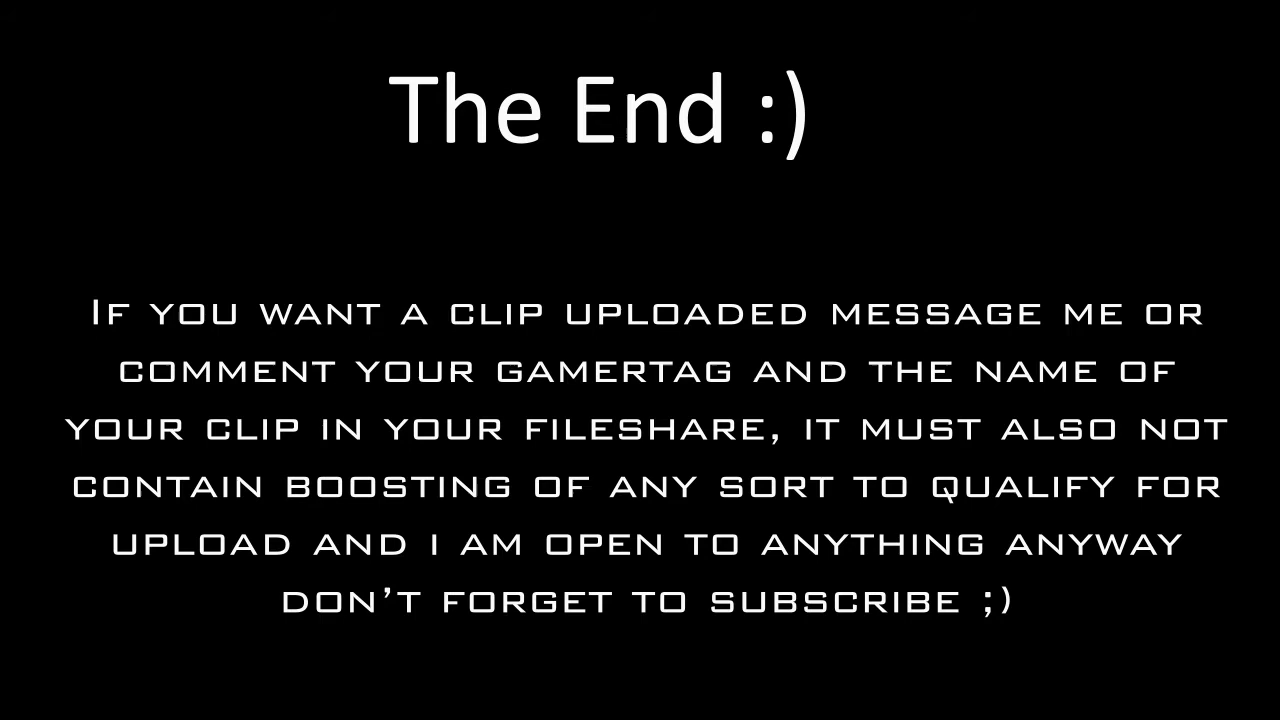 The End :)
If you want a clip uploaded message me or
comment your gamertag and the name of
your clip in your fileshare, it must also not
contain boosting of any sort to qualify for
upload and i am open to anything anyway
don’t forget to subscribe ;)